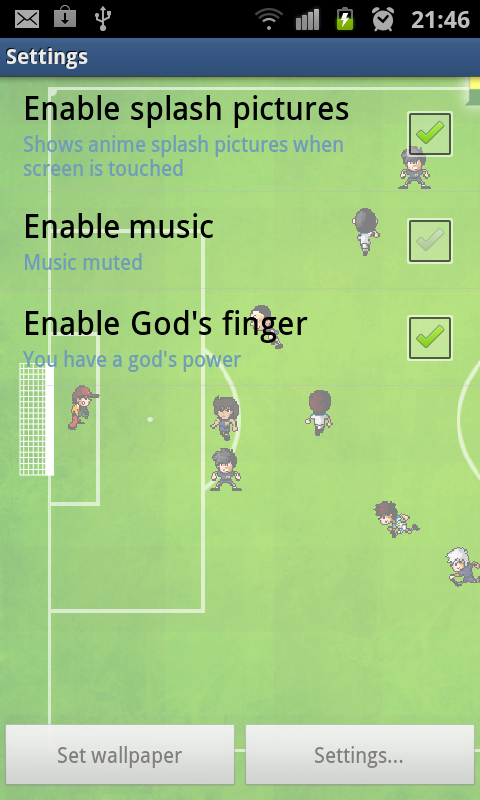 21:46
Settings
Enable splash pictures
Shows anime splash pictures when
screen is touched
Enable music
Music muted
Enable God's finger
You have a god's power
Set wallpaper
Settings...